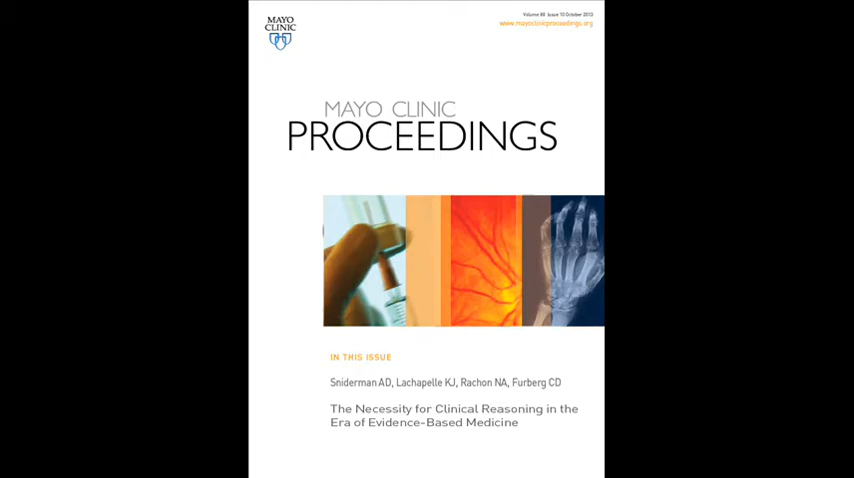 MAYO
CLINIC
Volume 88 Issue 10 October 2013
www.mayoclinicproceedings.org
MAYO CLINIC
PROCEEDINGS
IN THIS ISSUE
Sniderman AD, Lachapelle KJ, Rachon NA, Furberg CD
The Necessity for Clinical Reasoning in the
Era of Evidence-Based Medicine